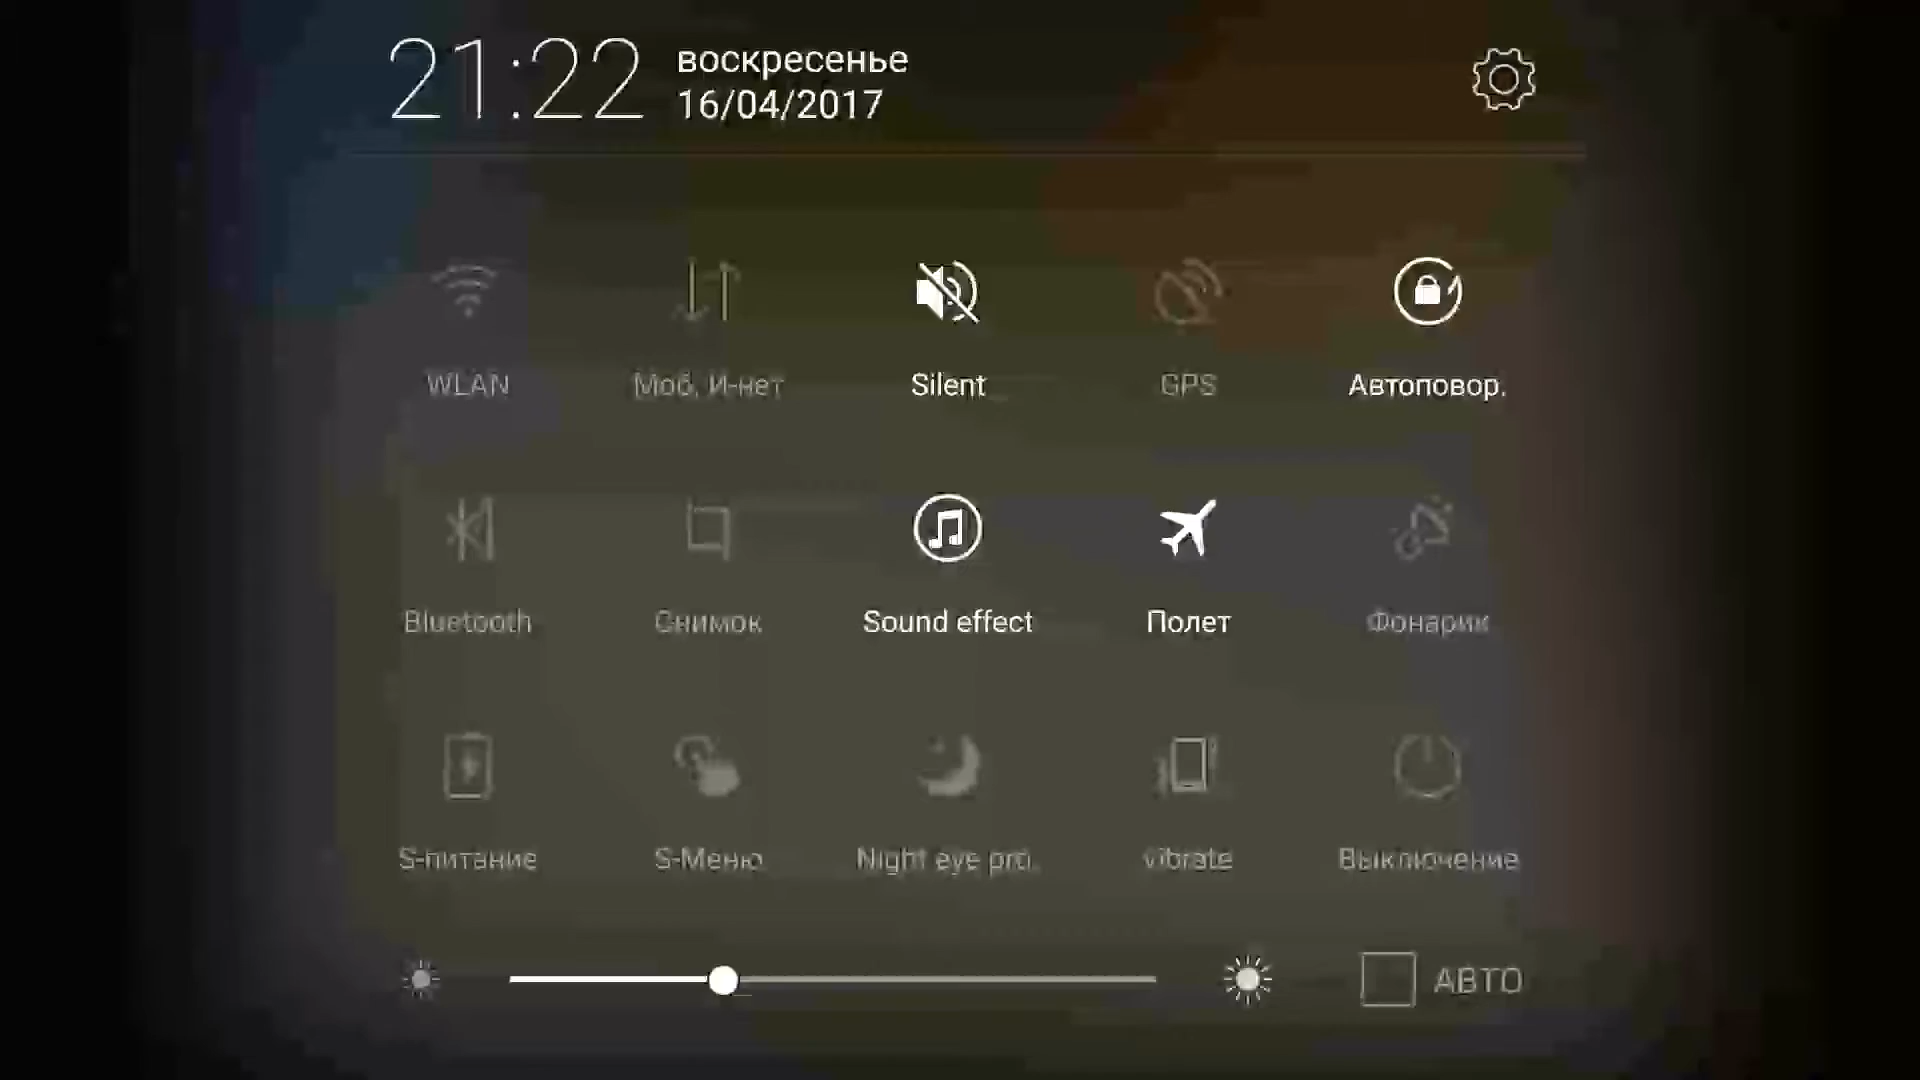 21:22
воскресенье
16/04/2017
WLAN
Моб. И-нет
Silent
GPS
Автоповор.
Bluetooth
Снимок
Sound effect
Полет
Фонарик
S-питание
S-Меню
Night eye pro.
vibrate
Выключение
АВТО